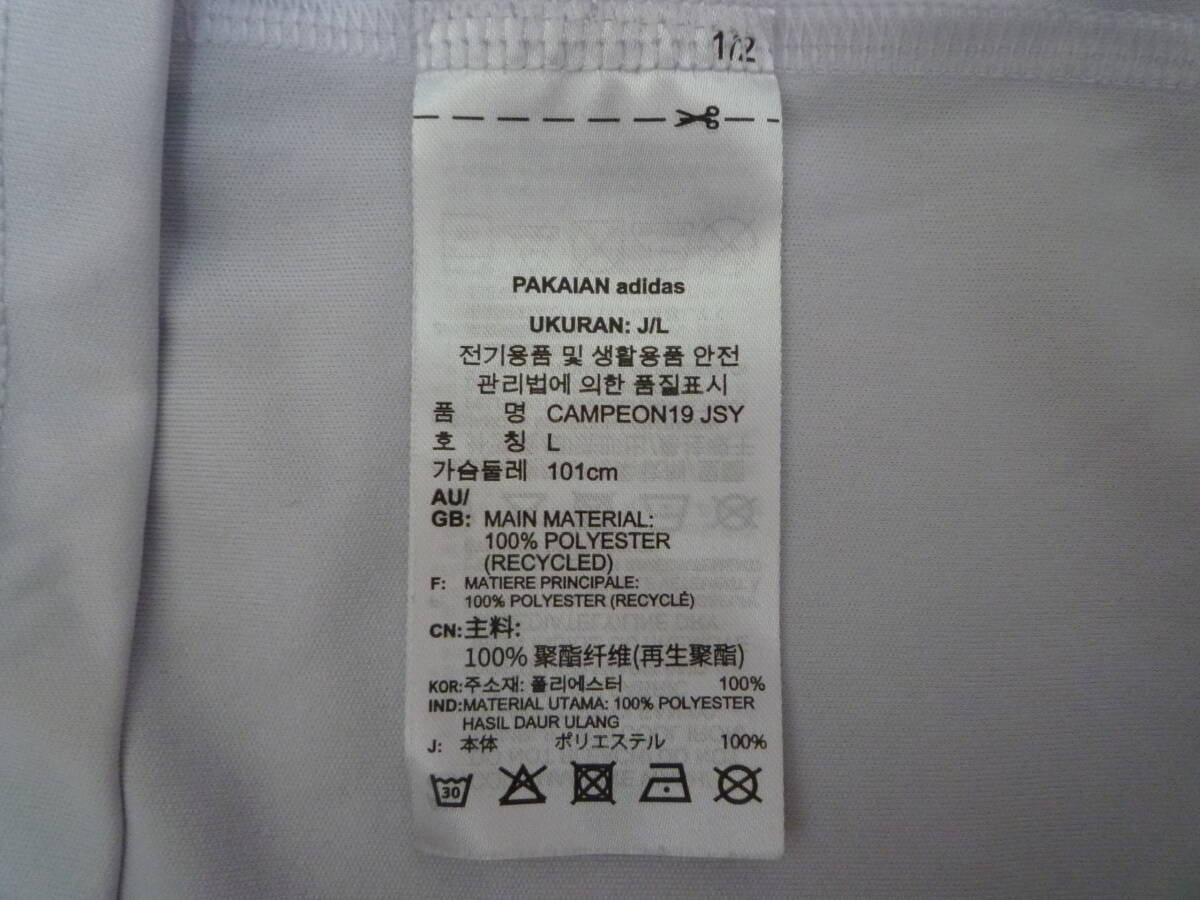 1/2
PAKAIAN adidas
UKURAN: J/L
전기용품 및 생활용품 안전
관리법에 의한 품질표시
품 명 CAMPEON19 JSY
호 칭 L
가슴둘레 101cm
AU/
GB: MAIN MATERIAL:
100% POLYESTER
(RECYCLED)
F: MATIERE PRINCIPALE:
100% POLYESTER (RECYCLÉ)
CN:主料:
100% 聚酯纤维(再生聚酯)
KOR:주소재: 폴리에스터 100%
IND:MATERIAL UTAMA: 100% POLYESTER
HASIL DAUR ULANG
J: 本体 ポリエステル 100%
30